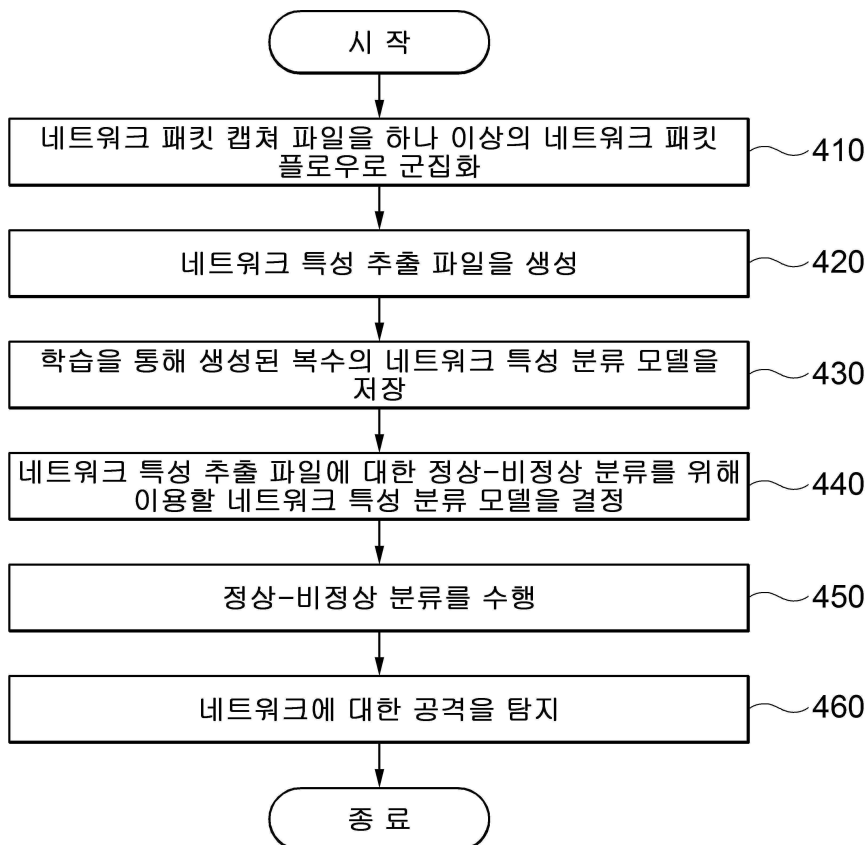 시 작
네트워크 패킷 캡쳐 파일을 하나 이상의 네트워크 패킷
플로우로 군집화
410
네트워크 특성 추출 파일을 생성
420
학습을 통해 생성된 복수의 네트워크 특성 분류 모델을
저장
430
네트워크 특성 추출 파일에 대한 정상-비정상 분류를 위해
이용할 네트워크 특성 분류 모델을 결정
440
정상-비정상 분류를 수행
450
네트워크에 대한 공격을 탐지
460
종 료